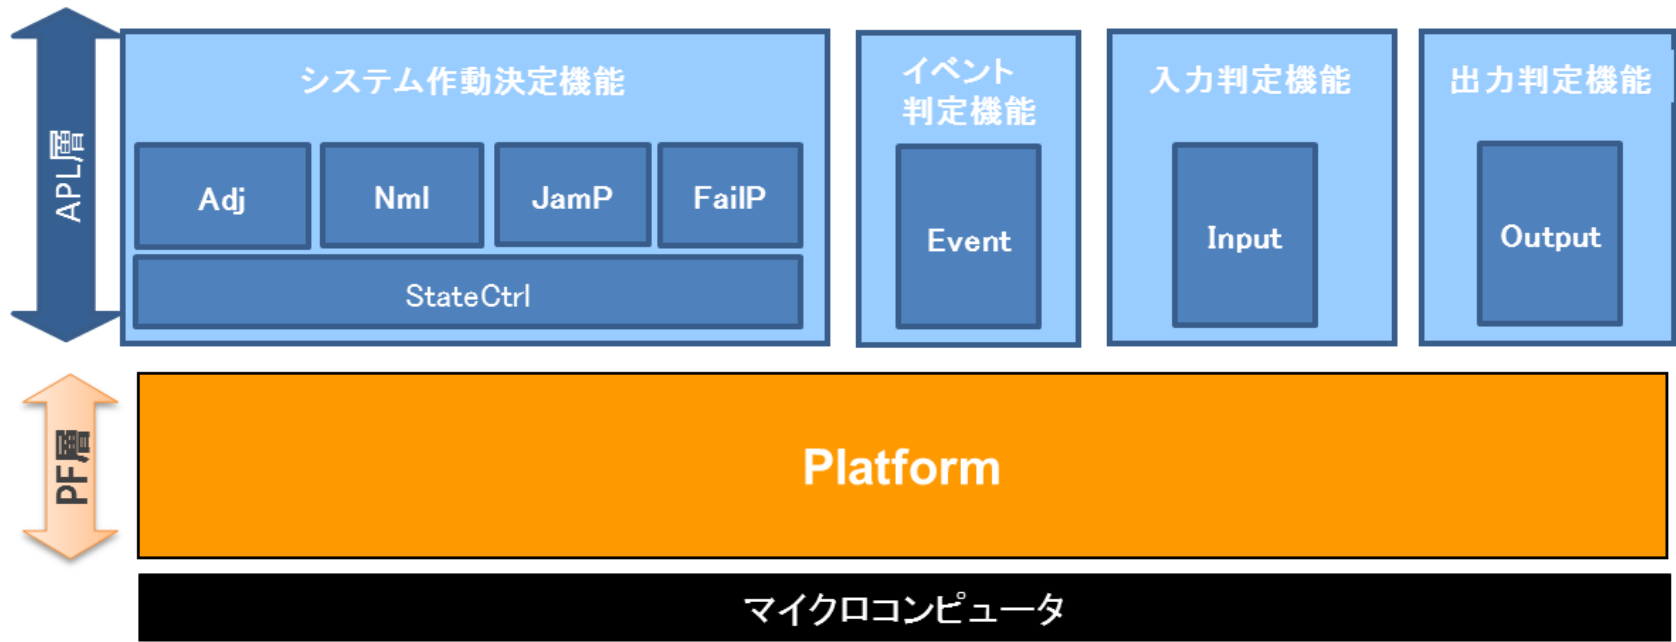 APL層
システム作動決定機能
Adj
Nml
JamP
FailP
StateCtrl
イベント
判定機能
Event
入力判定機能
Input
出力判定機能
Output
PF層
Platform
マイクロコンピュータ